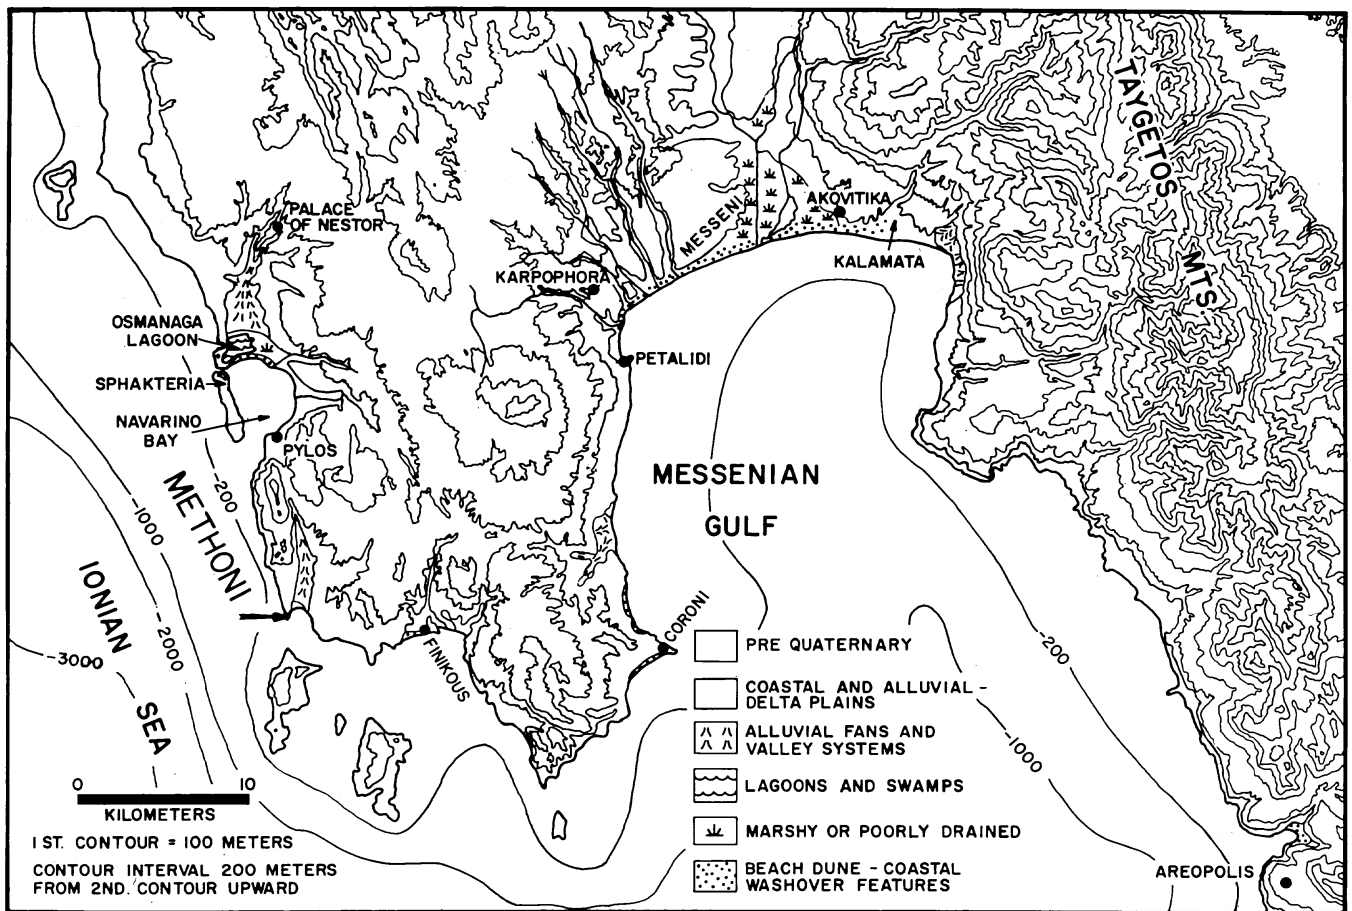 TAYGETOS MTS.
PALACE
OF NESTOR
AKOVITIKA
MESSENI
KALAMATA
KARPOPHORA
OSMANAGA
LAGOON
PETALIDI
SPHAKTERIA
NAVARINO
BAY
PYLOS
MESSENIAN
GULF
METHONI
-200
-1000
-2000
-3000
IONIAN SEA
FINIKOUS
CORONI
-200
-1000
PRE QUATERNARY
COASTAL AND ALLUVIAL -
DELTA PLAINS
ALLUVIAL FANS AND
VALLEY SYSTEMS
LAGOONS AND SWAMPS
MARSHY OR POORLY DRAINED
BEACH DUNE - COASTAL
WASHOVER FEATURES
0 10
KILOMETERS
1 ST. CONTOUR = 100 METERS
CONTOUR INTERVAL 200 METERS
FROM 2ND. CONTOUR UPWARD
AREOPOLIS